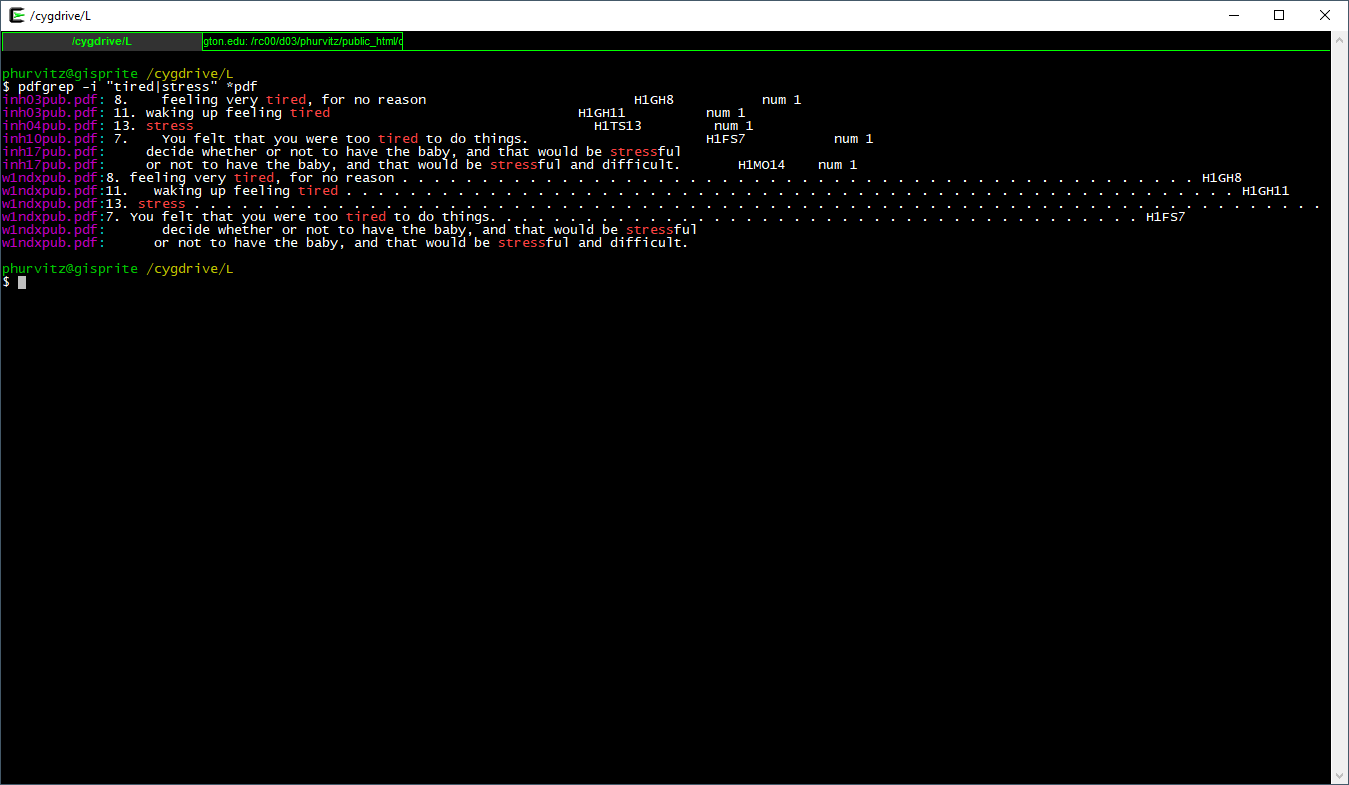 /cygdrive/L
/cygdrive/L gton.edu: /rc00/d03/phurvitz/public_html/c
phurvitz@gisprite /cygdrive/L
$ pdfgrep -i "tired|stress" *pdf
inh03pub.pdf: 8.    feeling very tired, for no reason                          H1GH8           num 1
inh03pub.pdf: 11. waking up feeling tired                               H1GH11          num 1
inh04pub.pdf: 13. stress                                                  H1TS13         num 1
inh10pub.pdf: 7.    You felt that you were too tired to do things.                      H1FS7           num 1
inh17pub.pdf:     decide whether or not to have the baby, and that would be stressful
inh17pub.pdf:     or not to have the baby, and that would be stressful and difficult.       H1MO14    num 1
w1ndxpub.pdf:8. feeling very tired, for no reason . . . . . . . . . . . . . . . . . . . . . . . . . . . . . . . . . . . . . . . . . . . . . . . . . . H1GH8
w1ndxpub.pdf:11.   waking up feeling tired . . . . . . . . . . . . . . . . . . . . . . . . . . . . . . . . . . . . . . . . . . . . . . . . . . . . . . . . H1GH11
w1ndxpub.pdf:13. stress . . . . . . . . . . . . . . . . . . . . . . . . . . . . . . . . . . . . . . . . . . . . . . . . . . . . . . . . . . . . . . . . . . . . . . .
w1ndxpub.pdf:7. You felt that you were too tired to do things. . . . . . . . . . . . . . . . . . . . . . . . . . . . . . . . . . . . . . . . . H1FS7
w1ndxpub.pdf:       decide whether or not to have the baby, and that would be stressful
w1ndxpub.pdf:      or not to have the baby, and that would be stressful and difficult.
phurvitz@gisprite /cygdrive/L
$